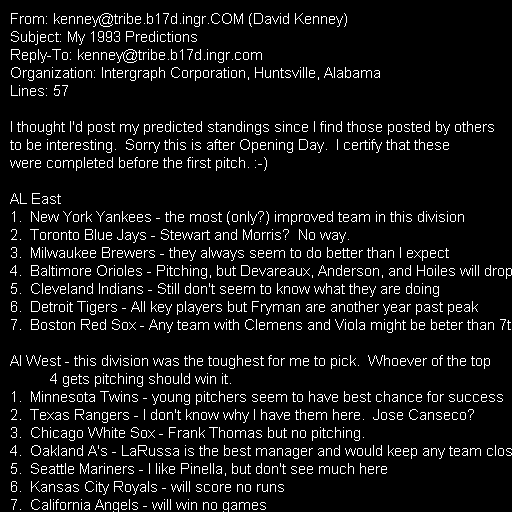 From: kenney@tribe.b17d.ingr.COM (David Kenney)
Subject: My 1993 Predictions
Reply-To: kenney@tribe.b17d.ingr.com
Organization: Intergraph Corporation, Huntsville, Alabama
Lines: 57

I thought I'd post my predicted standings since I find those posted by others
to be interesting.  Sorry this is after Opening Day.  I certify that these
were completed before the first pitch. :-)

AL East
1.  New York Yankees - the most (only?) improved team in this division
2.  Toronto Blue Jays - Stewart and Morris?  No way.
3.  Milwaukee Brewers - they always seem to do better than I expect
4.  Baltimore Orioles - Pitching, but Devareaux, Anderson, and Hoiles will drop
5.  Cleveland Indians - Still don't seem to know what they are doing
6.  Detroit Tigers - All key players but Fryman are another year past peak
7.  Boston Red Sox - Any team with Clemens and Viola might be beter than 7t

Al West - this division was the toughest for me to pick.  Whoever of the top
4 gets pitching should win it.
1.  Minnesota Twins - young pitchers seem to have best chance for success
2.  Texas Rangers - I don't know why I have them here.  Jose Canseco?
3.  Chicago White Sox - Frank Thomas but no pitching.
4.  Oakland A's - LaRussa is the best manager and would keep any team clos
5.  Seattle Mariners - I like Pinella, but don't see much here
6.  Kansas City Royals - will score no runs
7.  California Angels - will win no games